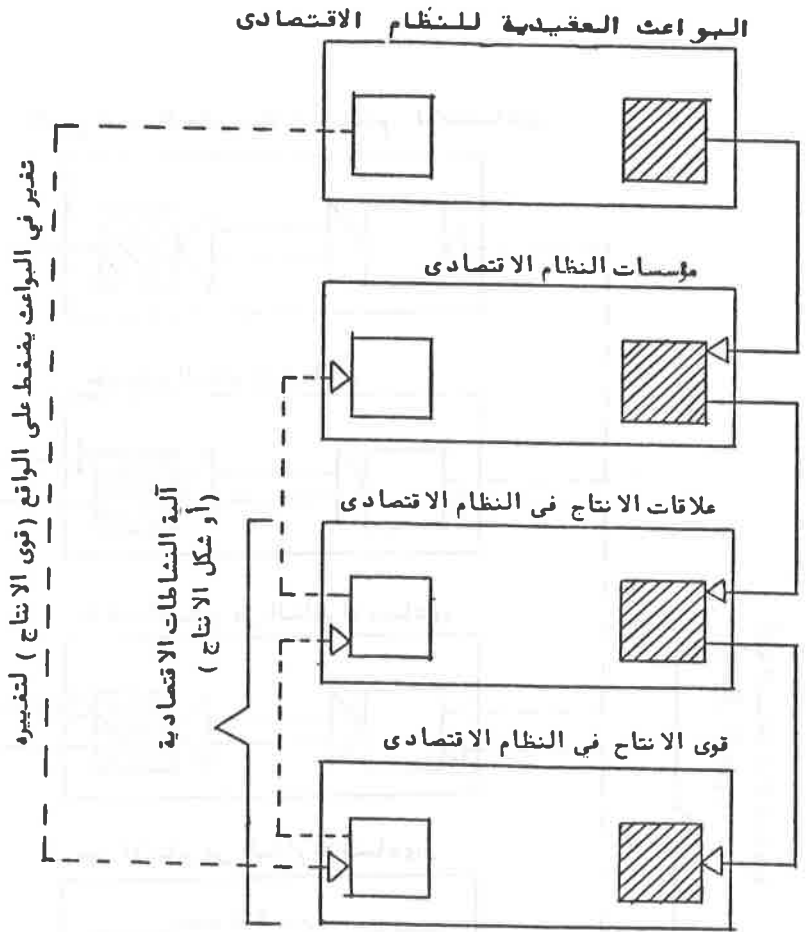 البواعث العقيدية للنظام الاقتصادى
مؤسسات النظام الاقتصادى
علاقات الانتاج فى النظام الاقتصادى
قوى الانتاج في النظام الاقتصادى
آلية النشاطات الاقتصادية
(أو شكل الانتاج)
تغير في البواعث يضغط على الواقع (قوى الانتاج) لتغييره